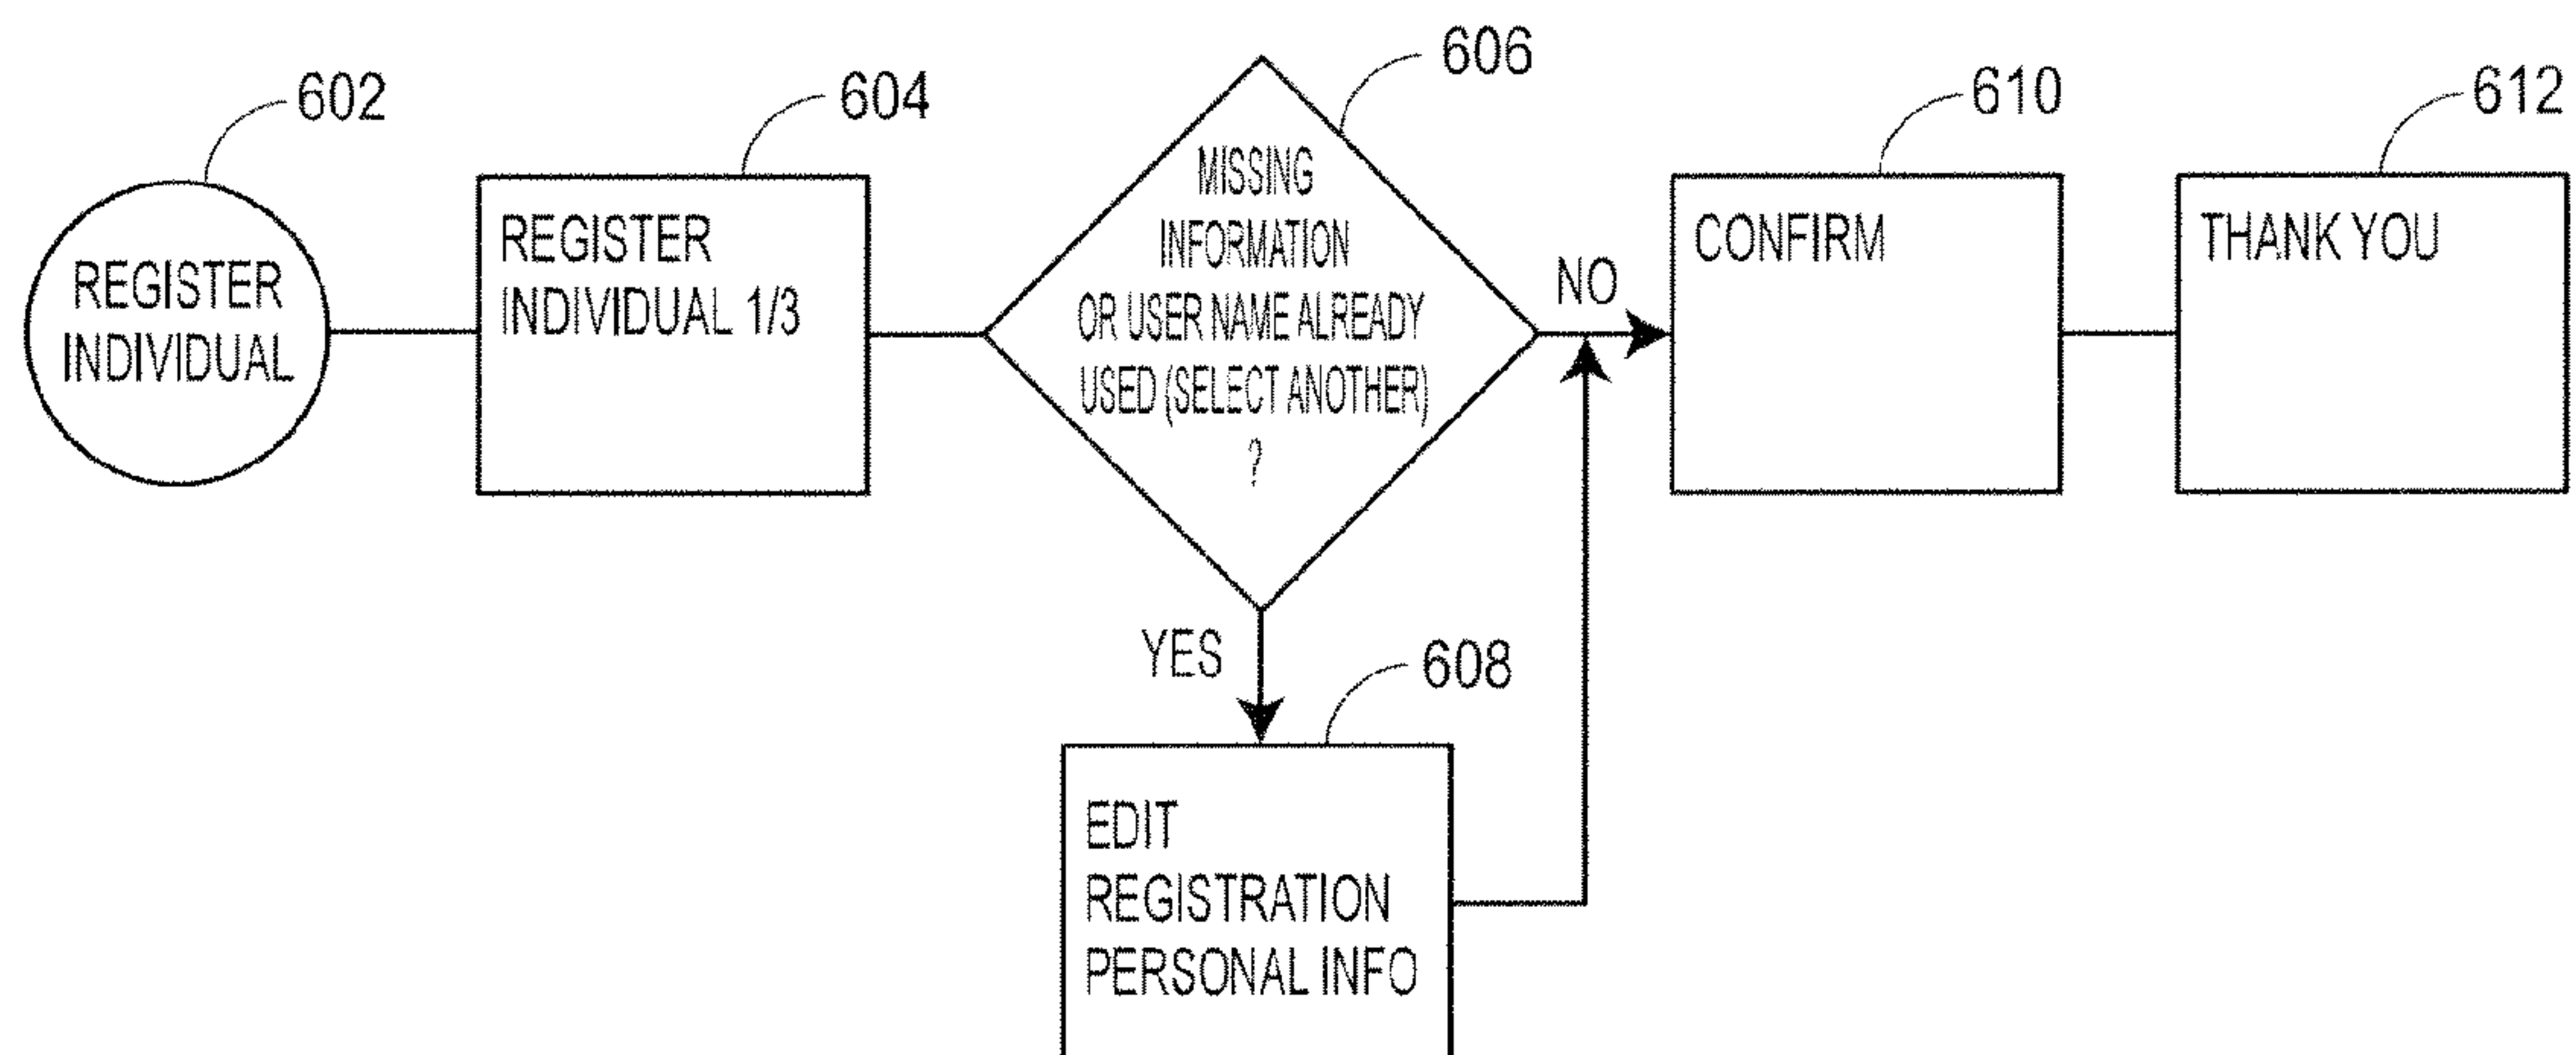 602
REGISTER
INDIVIDUAL
604
REGISTER
INDIVIDUAL 1/3
606
MISSING
INFORMATION
OR USER NAME ALREADY
USED (SELECT ANOTHER)
?
NO
YES
608
EDIT
REGISTRATION
PERSONAL INFO
610
CONFIRM
612
THANK YOU